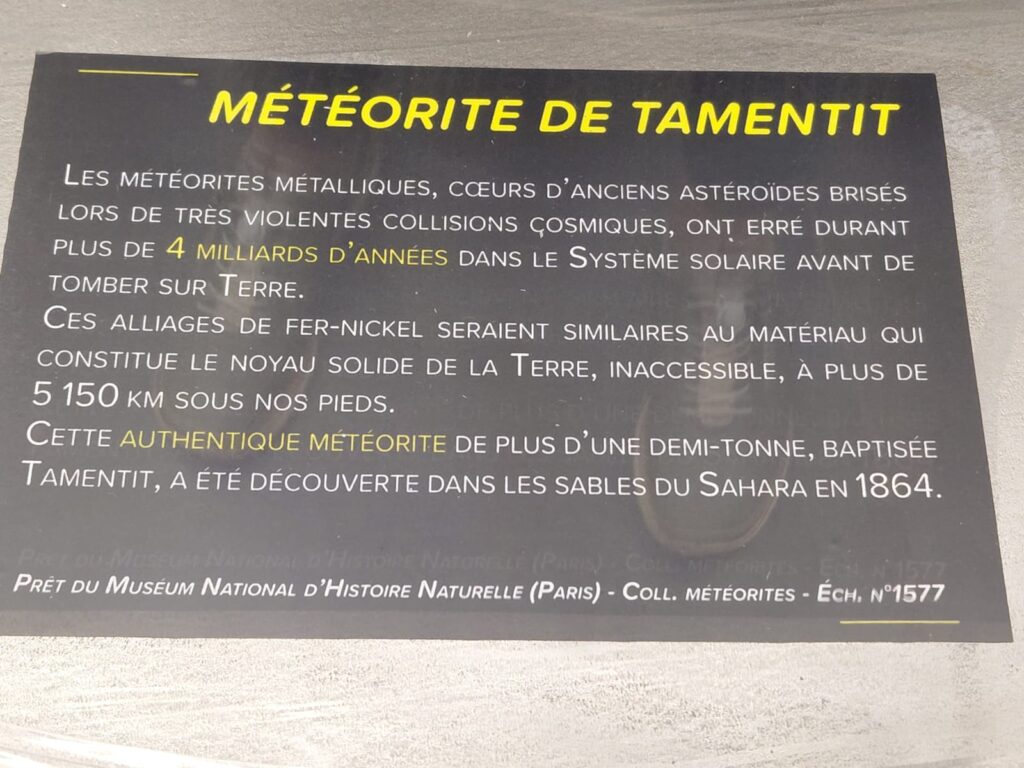 MÉTÉORITE DE TAMENTIT
LES MÉTÉORITES MÉTALLIQUES, CŒURS D'ANCIENS ASTÉROÏDES BRISÉS
LORS DE TRÈS VIOLENTES COLLISIONS COSMIQUES, ONT ERRÉ DURANT
PLUS DE 4 MILLIARDS D'ANNÉES DANS LE SYSTÈME SOLAIRE AVANT DE
TOMBER SUR TERRE.
CES ALLIAGES DE FER-NICKEL SERAIENT SIMILAIRES AU MATÉRIAU QUI
CONSTITUE LE NOYAU SOLIDE DE LA TERRE, INACCESSIBLE, À PLUS DE
5 150 KM SOUS NOS PIEDS.
CETTE AUTHENTIQUE MÉTÉORITE DE PLUS D'UNE DEMI-TONNE, BAPTISÉE
TAMENTIT, A ÉTÉ DÉCOUVERTE DANS LES SABLES DU SAHARA EN 1864.
PRÊT DU MUSÉUM NATIONAL D'HISTOIRE NATURELLE (PARIS) - COLL. MÉTÉORITES - ÉCH. N°1577